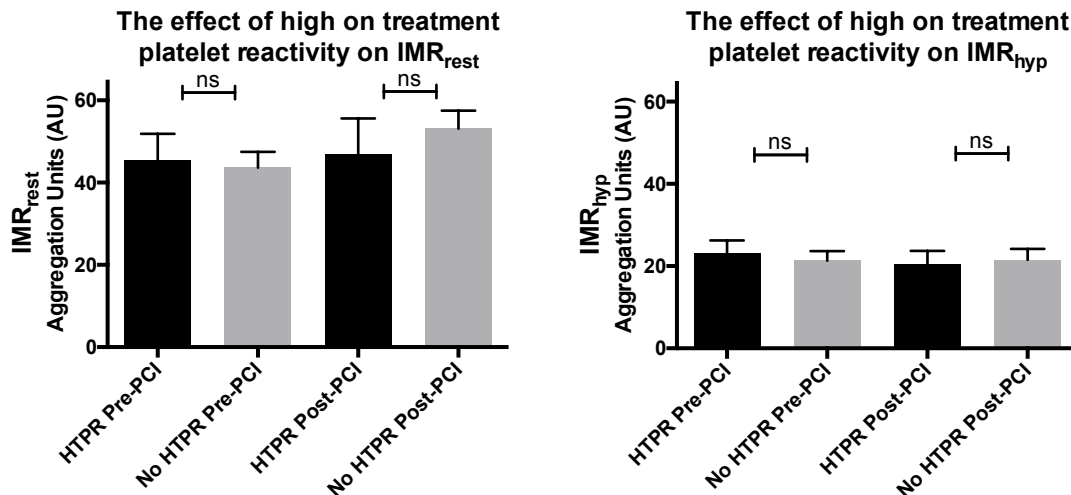 The effect of high on treatment
platelet reactivity on IMRrest
ns
ns
60
40
20
0
IMRrest
Aggregation Units (AU)
HTPR Pre-PCI
No HTPR Pre-PCI
HTPR Post-PCI
No HTPR Post-PCI
The effect of high on treatment
platelet reactivity on IMRhyp
ns
ns
60
40
20
0
IMRhyp
Aggregation Units (AU)
HTPR Pre-PCI
No HTPR Pre-PCI
HTPR Post-PCI
No HTPR Post-PCI